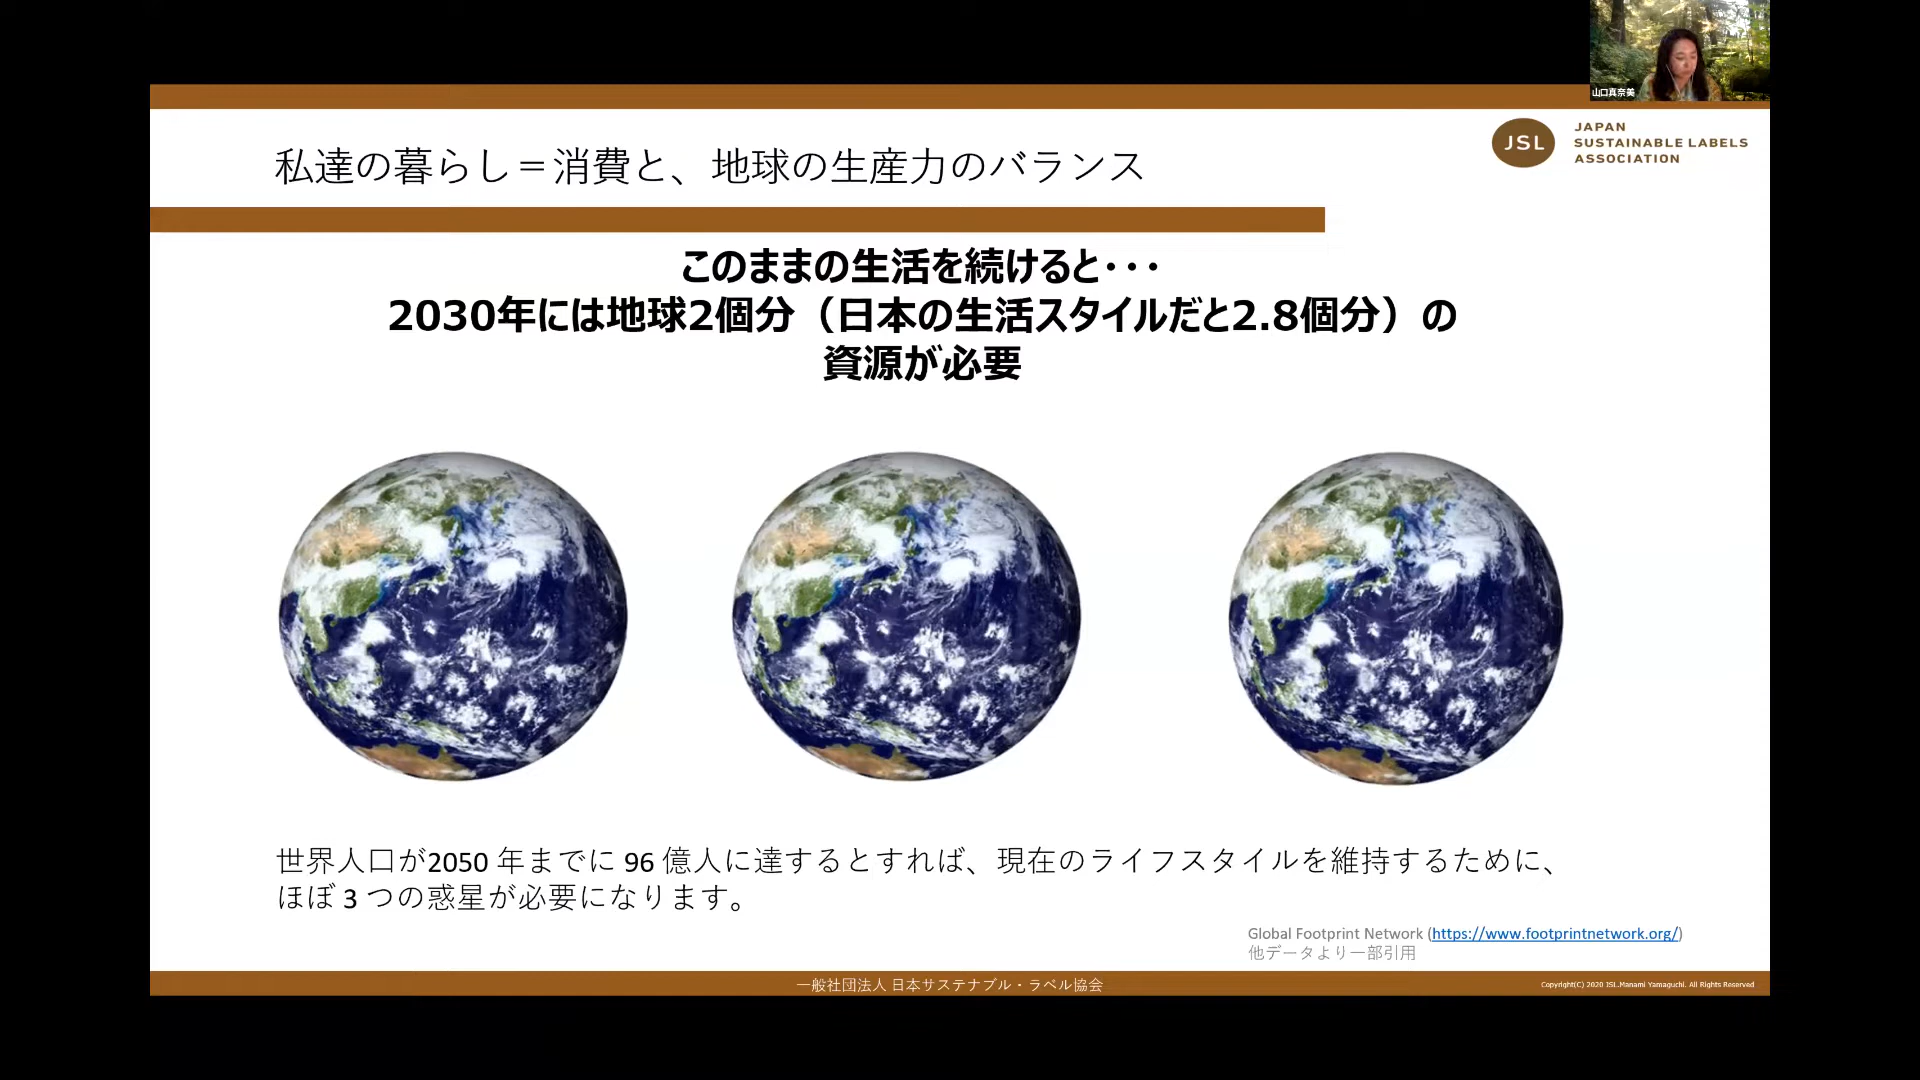 山口真奈美
JSL
JAPAN
SUSTAINABLE LABELS
ASSOCIATION
私達の暮らし＝消費と、地球の生産力のバランス
このままの生活を続けると・・・
2030年には地球2個分（日本の生活スタイルだと2.8個分）の
資源が必要
世界人口が2050 年までに 96 億人に達するとすれば、現在のライフスタイルを維持するために、
ほぼ 3 つの惑星が必要になります。
Global Footprint Network (https://www.footprintnetwork.org/)
他データより一部引用
一般社団法人 日本サステナブル・ラベル協会
Copyright(C) 2020 JSL.Manami Yamaguchi. All Rights Reserved